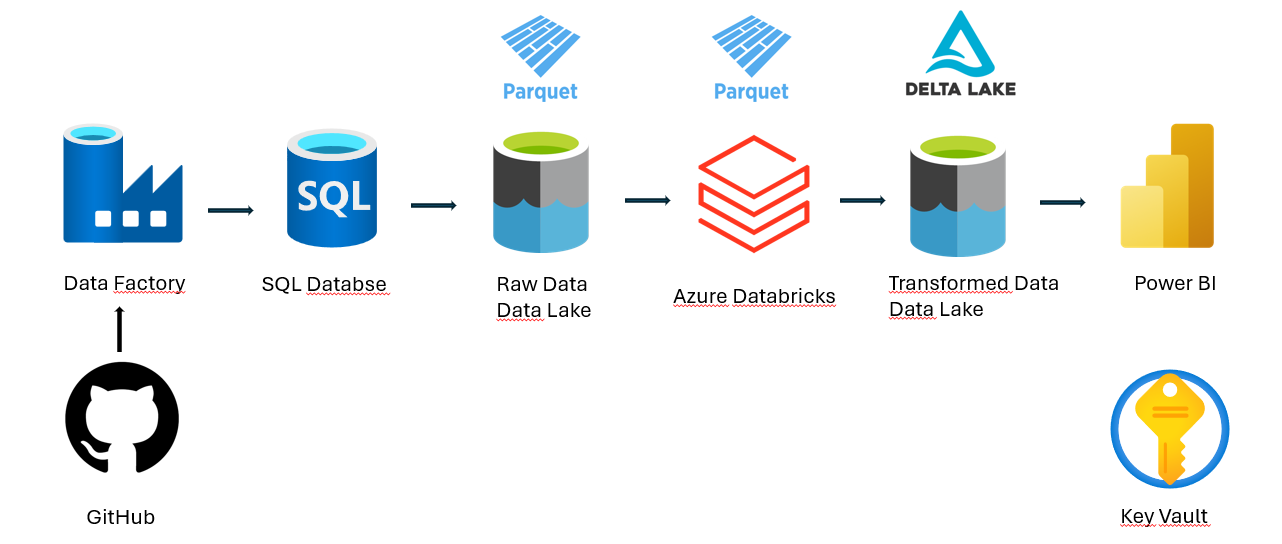 Parquet
Parquet
DELTA LAKE
SQL
Data Factory
SQL Databse
Raw Data
Data Lake
Azure Databricks
Transformed Data
Data Lake
Power BI
GitHub
Key Vault